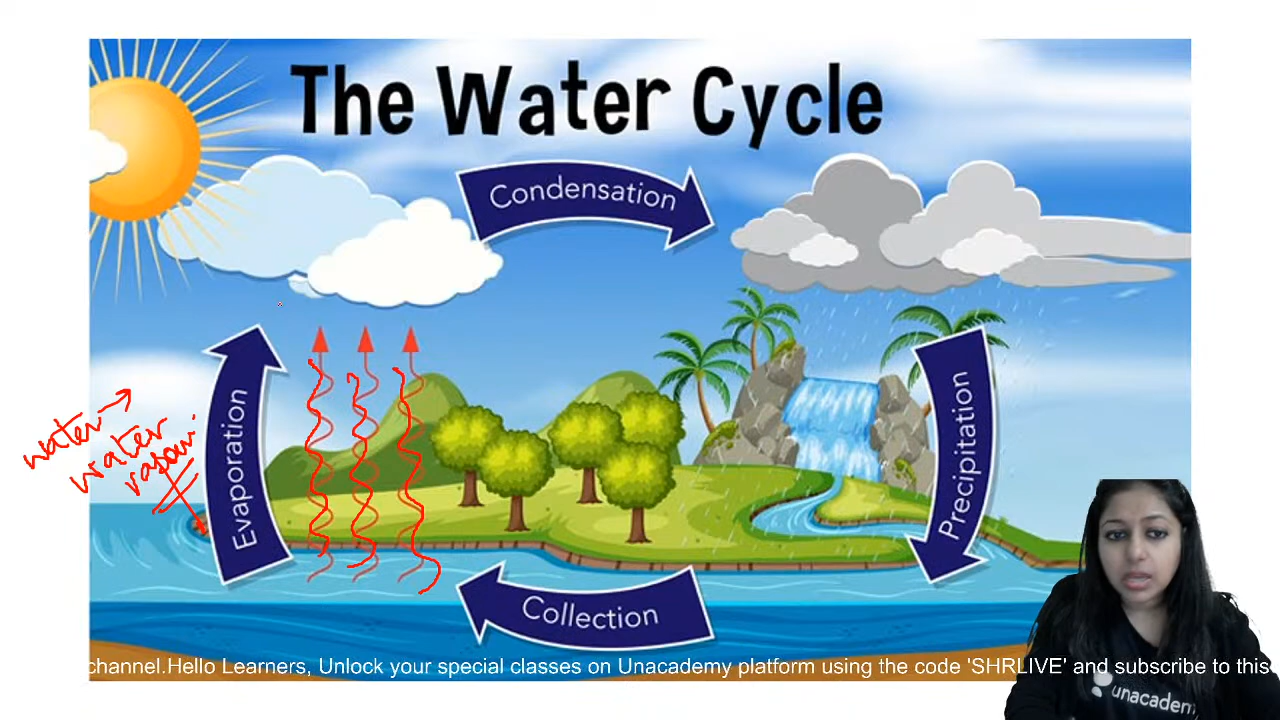 The Water Cycle
Condensation
Evaporation
Precipitation
Collection
water →
water
vapour
channel.Hello Learners, Unlock your special classes on Unacademy platform using the code 'SHRLIVE' and subscribe to this
unacademy